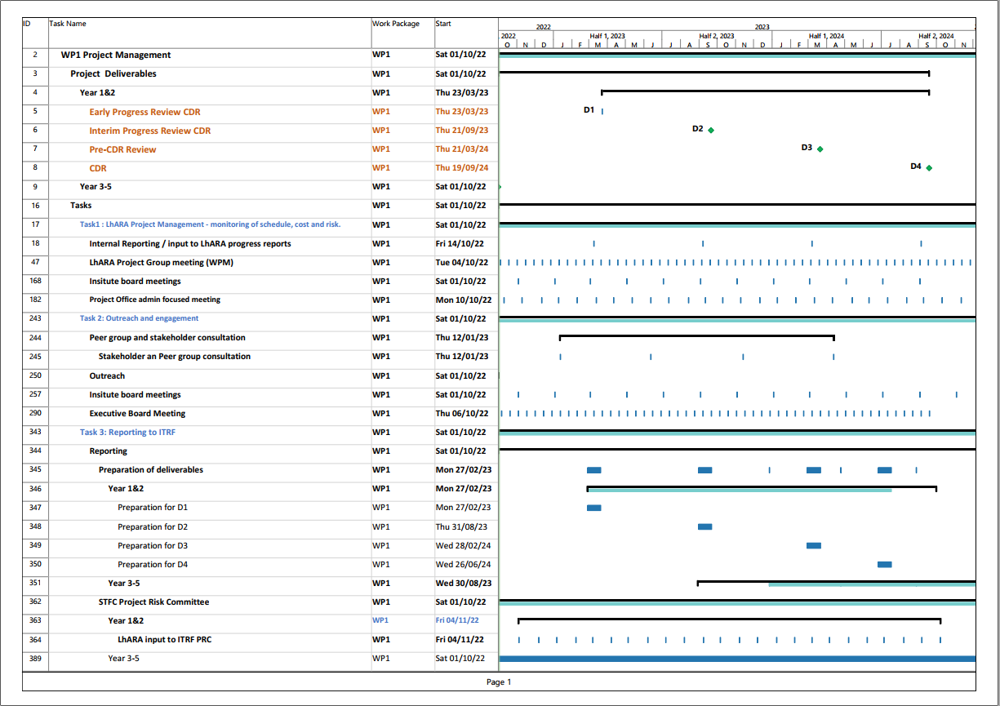 ID Task Name Work Package Start
2022 2023
2022 Half 1, 2023 Half 2, 2023 Half 1, 2024 Half 2, 2024
O N D J F M A M J J A S O N D J F M A M J J A S O N
2 WP1 Project Management WP1 Sat 01/10/22
3 Project Deliverables WP1 Sat 01/10/22
4 Year 1&2 WP1 Thu 23/03/23
5 Early Progress Review CDR WP1 Thu 23/03/23 D1
6 Interim Progress Review CDR WP1 Thu 21/09/23 D2
7 Pre-CDR Review WP1 Thu 21/03/24 D3
8 CDR WP1 Thu 19/09/24 D4
9 Year 3-5 WP1 Sat 01/10/22
16 Tasks WP1 Sat 01/10/22
17 Task1 : LhARA Project Management - monitoring of schedule, cost and risk. WP1 Sat 01/10/22
18 Internal Reporting / input to LhARA progress reports WP1 Fri 14/10/22
47 LhARA Project Group meeting (WPM) WP1 Tue 04/10/22
168 Insitute board meetings WP1 Sat 01/10/22
182 Project Office admin focused meeting WP1 Mon 10/10/22
243 Task 2: Outreach and engagement WP1 Sat 01/10/22
244 Peer group and stakeholder consultation WP1 Thu 12/01/23
245 Stakeholder an Peer group consultation WP1 Thu 12/01/23
250 Outreach WP1 Sat 01/10/22
257 Insitute board meetings WP1 Sat 01/10/22
290 Executive Board Meeting WP1 Thu 06/10/22
343 Task 3: Reporting to ITRF WP1 Sat 01/10/22
344 Reporting WP1 Sat 01/10/22
345 Preparation of deliverables WP1 Mon 27/02/23
346 Year 1&2 WP1 Mon 27/02/23
347 Preparation for D1 WP1 Mon 27/02/23
348 Preparation for D2 WP1 Thu 31/08/23
349 Preparation for D3 WP1 Wed 28/02/24
350 Preparation for D4 WP1 Wed 26/06/24
351 Year 3-5 WP1 Wed 30/08/23
362 STFC Project Risk Committee WP1 Sat 01/10/22
363 Year 1&2 WP1 Fri 04/11/22
364 LhARA input to ITRF PRC WP1 Fri 04/11/22
389 Year 3-5 WP1 Sat 01/10/22
Page 1